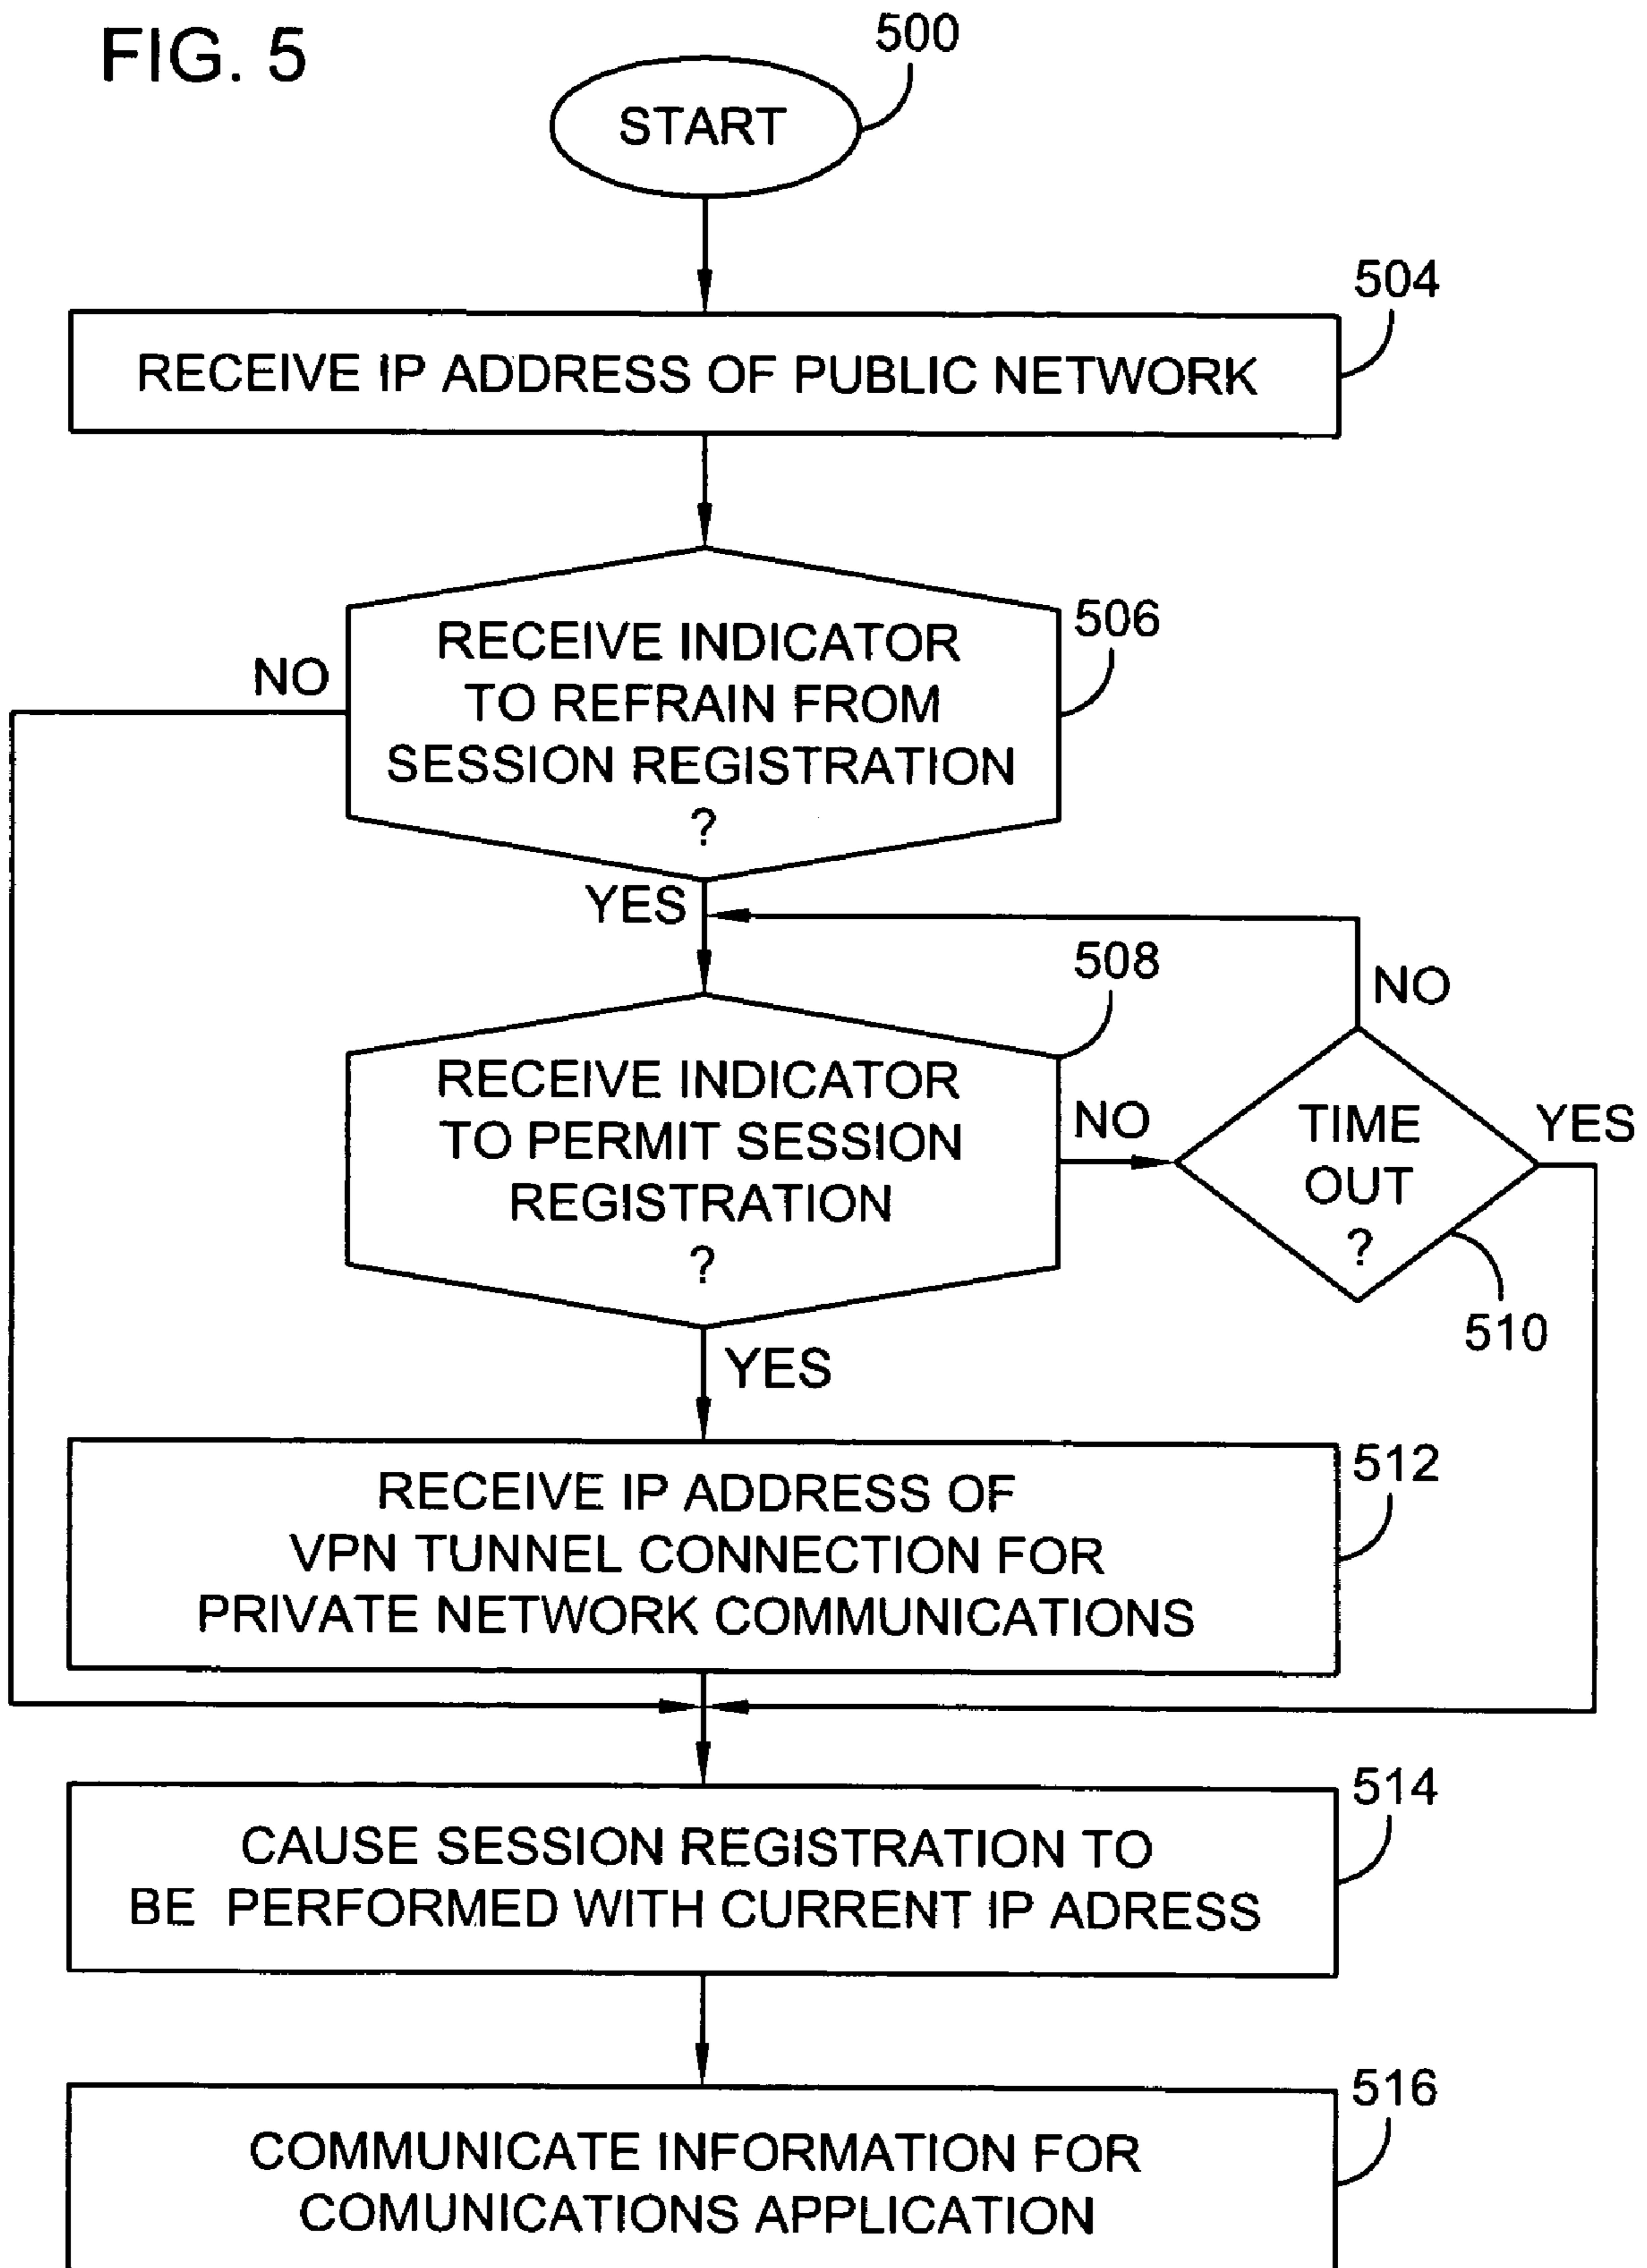 FIG. 5
500
START
504
RECEIVE IP ADDRESS OF PUBLIC NETWORK
506
RECEIVE INDICATOR
TO REFRAIN FROM
SESSION REGISTRATION
?
NO
YES
508
NO
RECEIVE INDICATOR
TO PERMIT SESSION
REGISTRATION
?
NO
TIME
OUT
?
YES
510
YES
512
RECEIVE IP ADDRESS OF
VPN TUNNEL CONNECTION FOR
PRIVATE NETWORK COMMUNICATIONS
514
CAUSE SESSION REGISTRATION TO
BE PERFORMED WITH CURRENT IP ADRESS
516
COMMUNICATE INFORMATION FOR
COMUNICATIONS APPLICATION